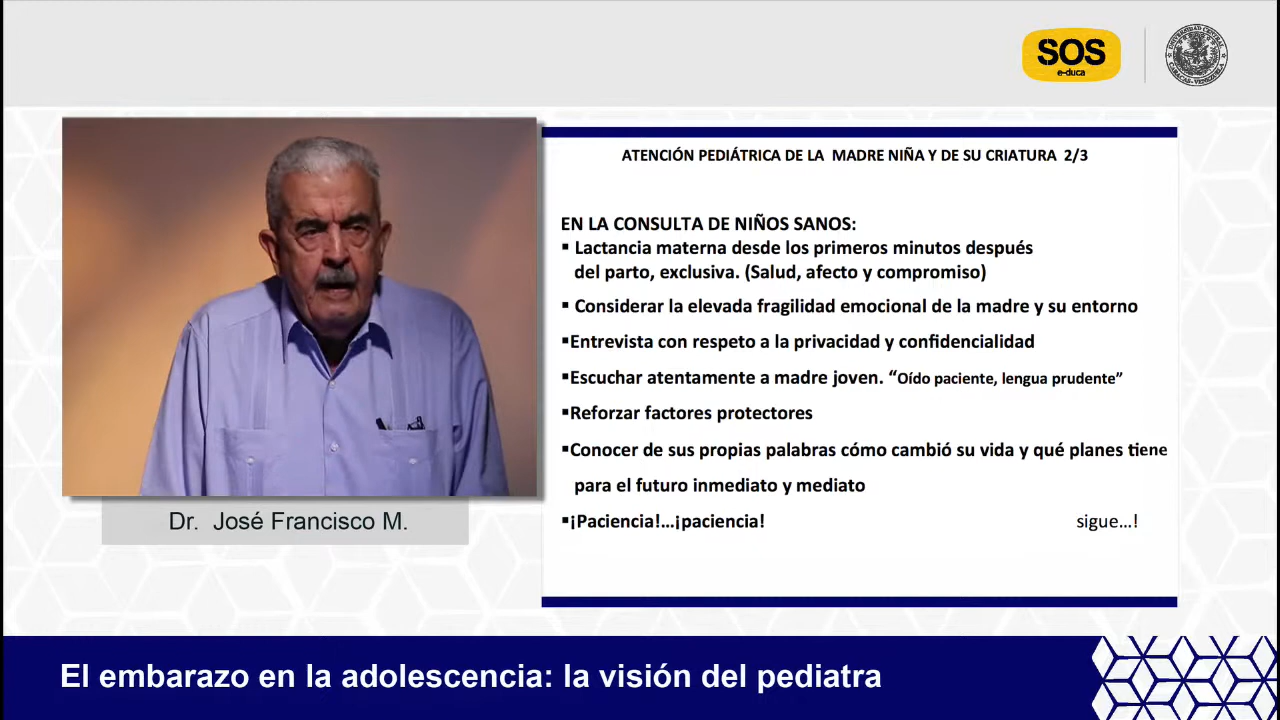 SOS
e-duca
UNIVERSIDAD CENTRAL
CARACAS-VENEZUELA
ATENCIÓN PEDIÁTRICA DE LA MADRE NIÑA Y DE SU CRIATURA 2/3
EN LA CONSULTA DE NIÑOS SANOS:
▪ Lactancia materna desde los primeros minutos después
del parto, exclusiva. (Salud, afecto y compromiso)
▪ Considerar la elevada fragilidad emocional de la madre y su entorno
▪Entrevista con respeto a la privacidad y confidencialidad
▪Escuchar atentamente a madre joven. “Oído paciente, lengua prudente”
▪Reforzar factores protectores
▪Conocer de sus propias palabras cómo cambió su vida y qué planes tiene
para el futuro inmediato y mediato
▪¡Paciencia!...¡paciencia! sigue...!
Dr. José Francisco M.
El embarazo en la adolescencia: la visión del pediatra